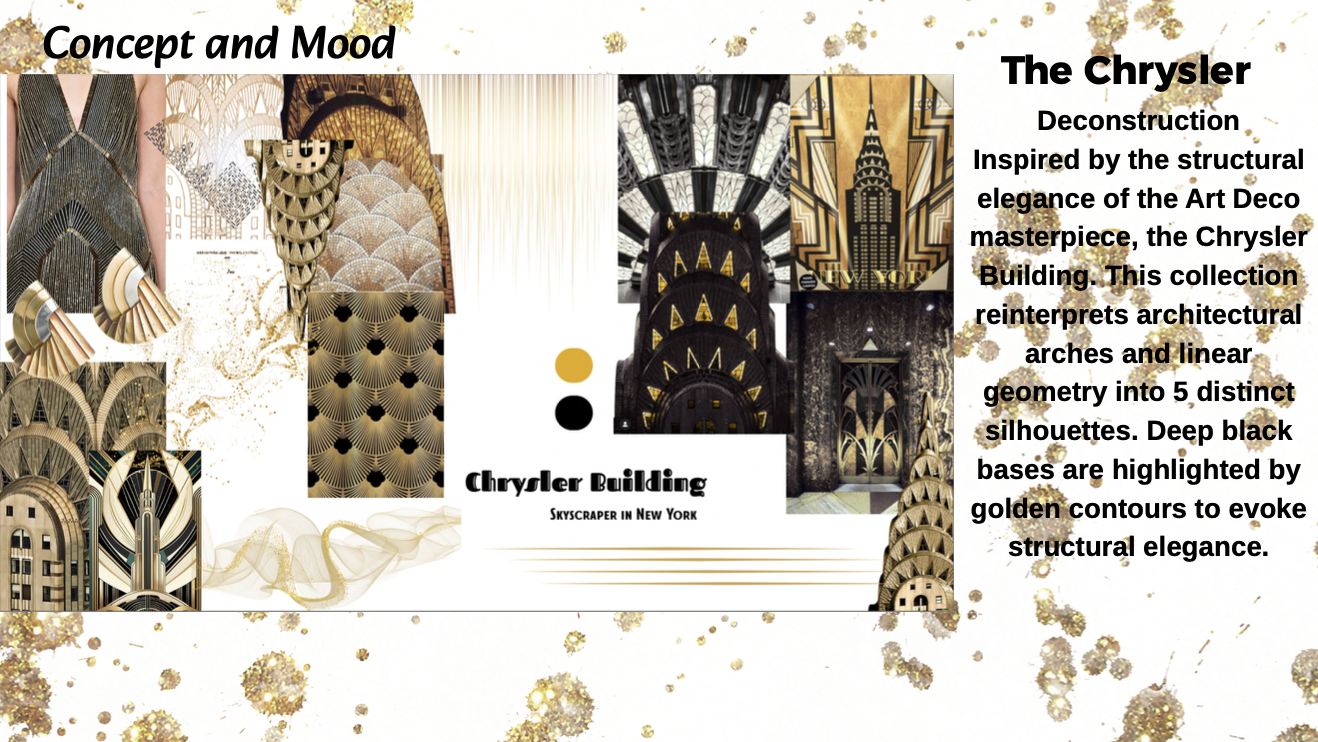 Concept and Mood
The Chrysler
Deconstruction
Inspired by the structural
elegance of the Art Deco
masterpiece, the Chrysler
Building. This collection
reinterprets architectural
arches and linear
geometry into 5 distinct
silhouettes. Deep black
bases are highlighted by
golden contours to evoke
structural elegance.
NEW YORK
Chrysler Building
Skyscraper in New York